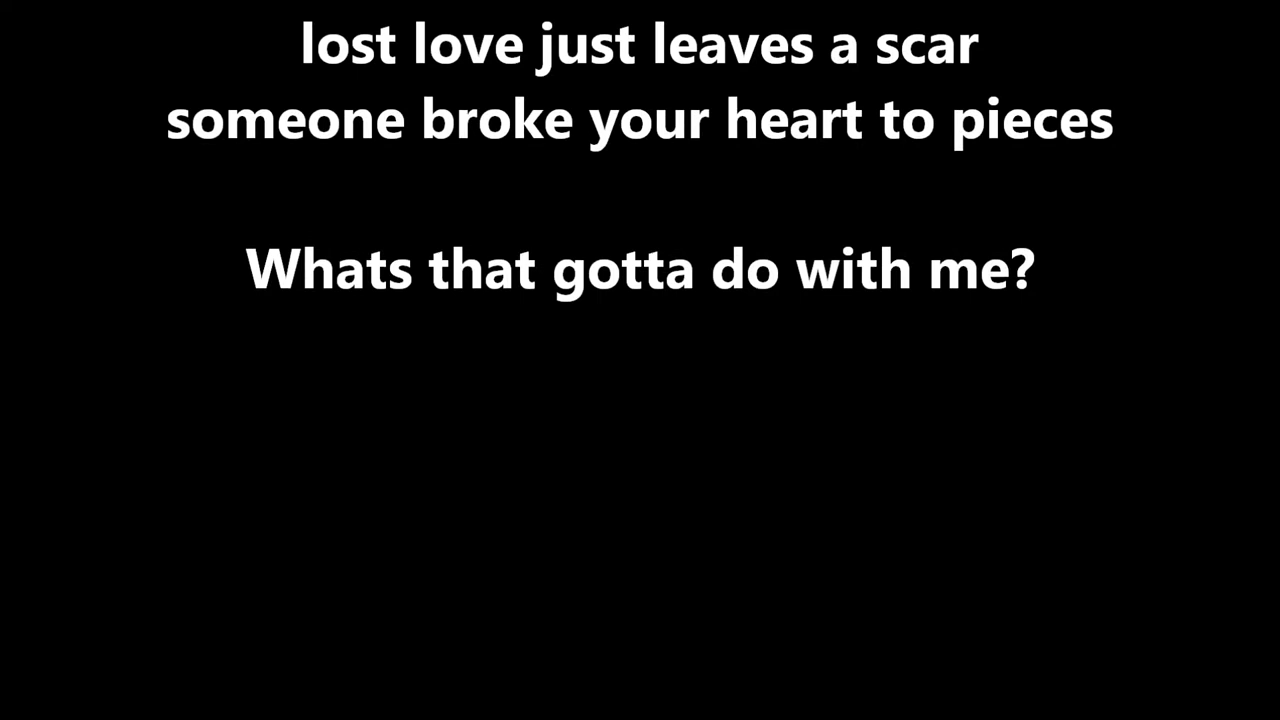 lost love just leaves a scar
someone broke your heart to pieces
Whats that gotta do with me?